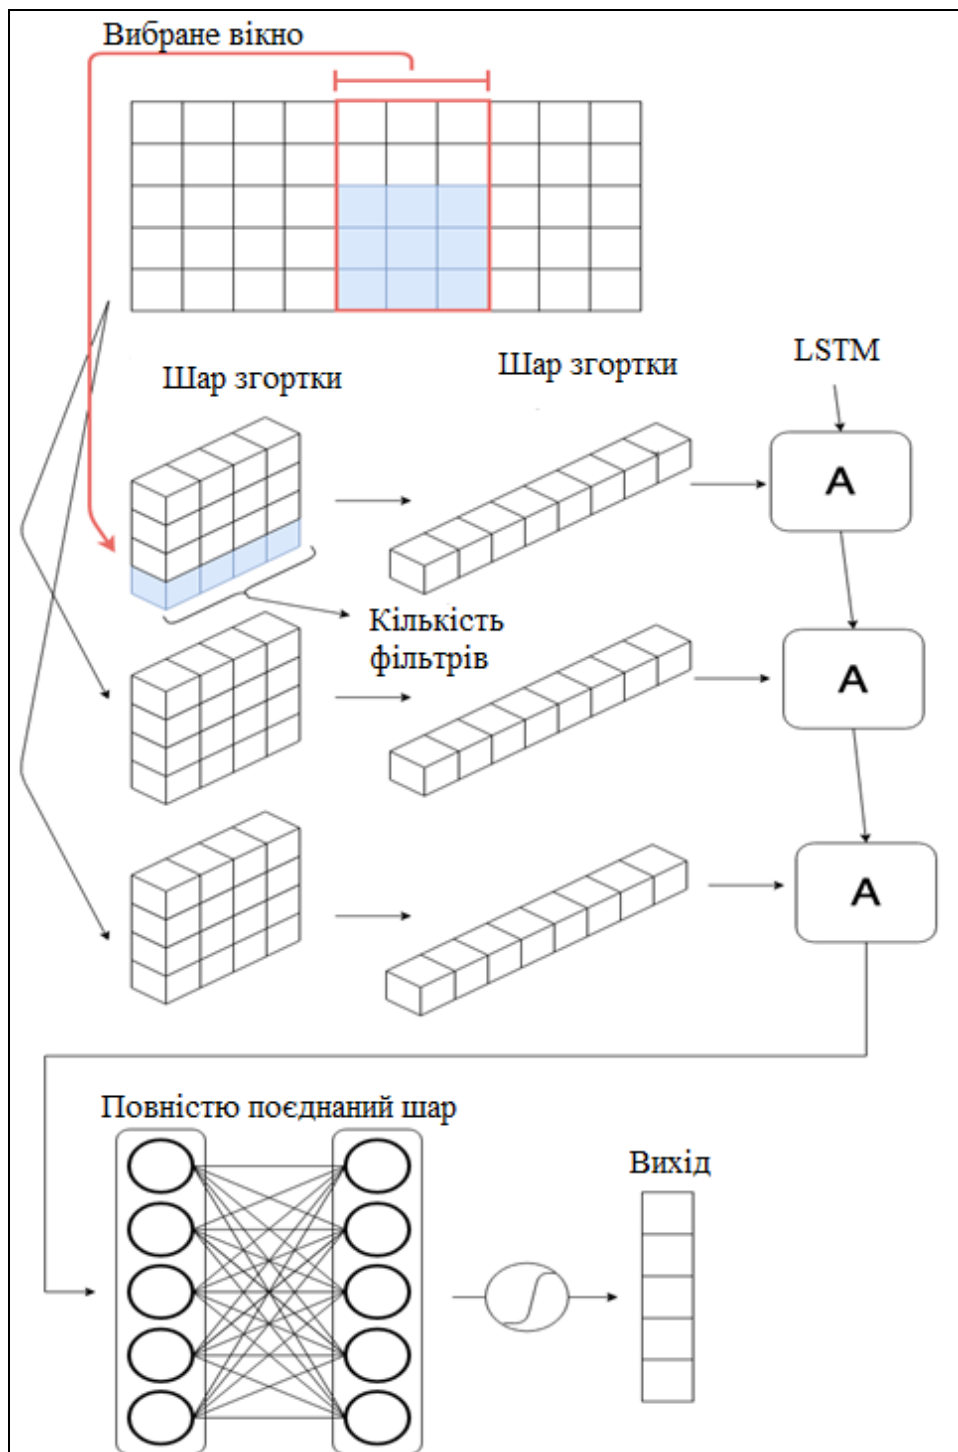 Вибране вікно
Шар згортки
Шар згортки
LSTM
A
Кількість
фільтрів
A
A
Повністю поєднаний шар
Вихід